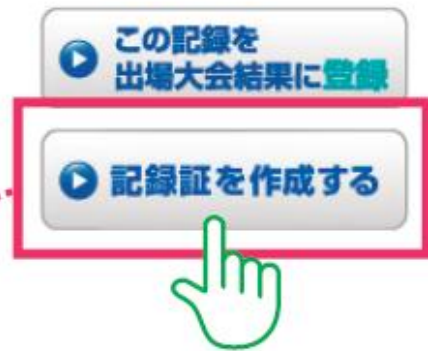 この記録を
出場大会結果に登録
記録証を作成する